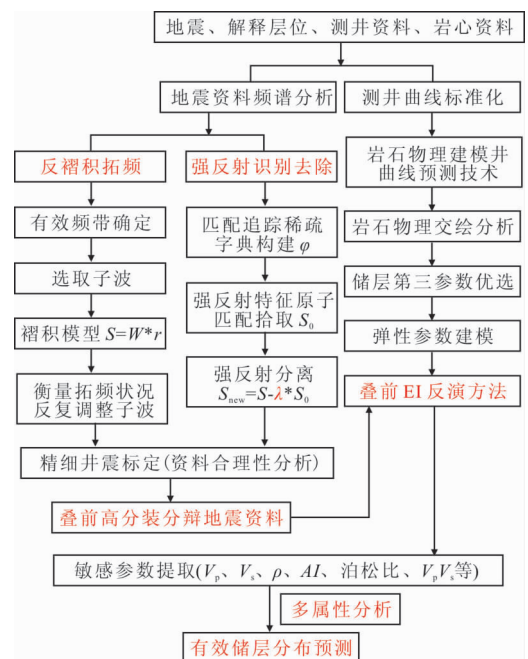 地震、解释层位、测井资料、岩心资料
地震资料频谱分析
测井曲线标准化
反褶积拓频
强反射识别去除
岩石物理建模井
曲线预测技术
有效频带确定
匹配追踪稀疏
字典构建φ
岩石物理交绘分析
选取子波
强反射特征原子
匹配拾取 S₀
储层第三参数优选
褶积模型 S=W*r
弹性参数建模
衡量拓频状况
反复调整子波
强反射分离
Sₙₑw=S-λ*S₀
叠前 EI 反演方法
精细井震标定(资料合理性分析)
叠前高分装分辩地震资料
敏感参数提取(Vₚ、Vₛ、ρ、AI、泊松比、VₚVₛ等)
多属性分析
有效储层分布预测